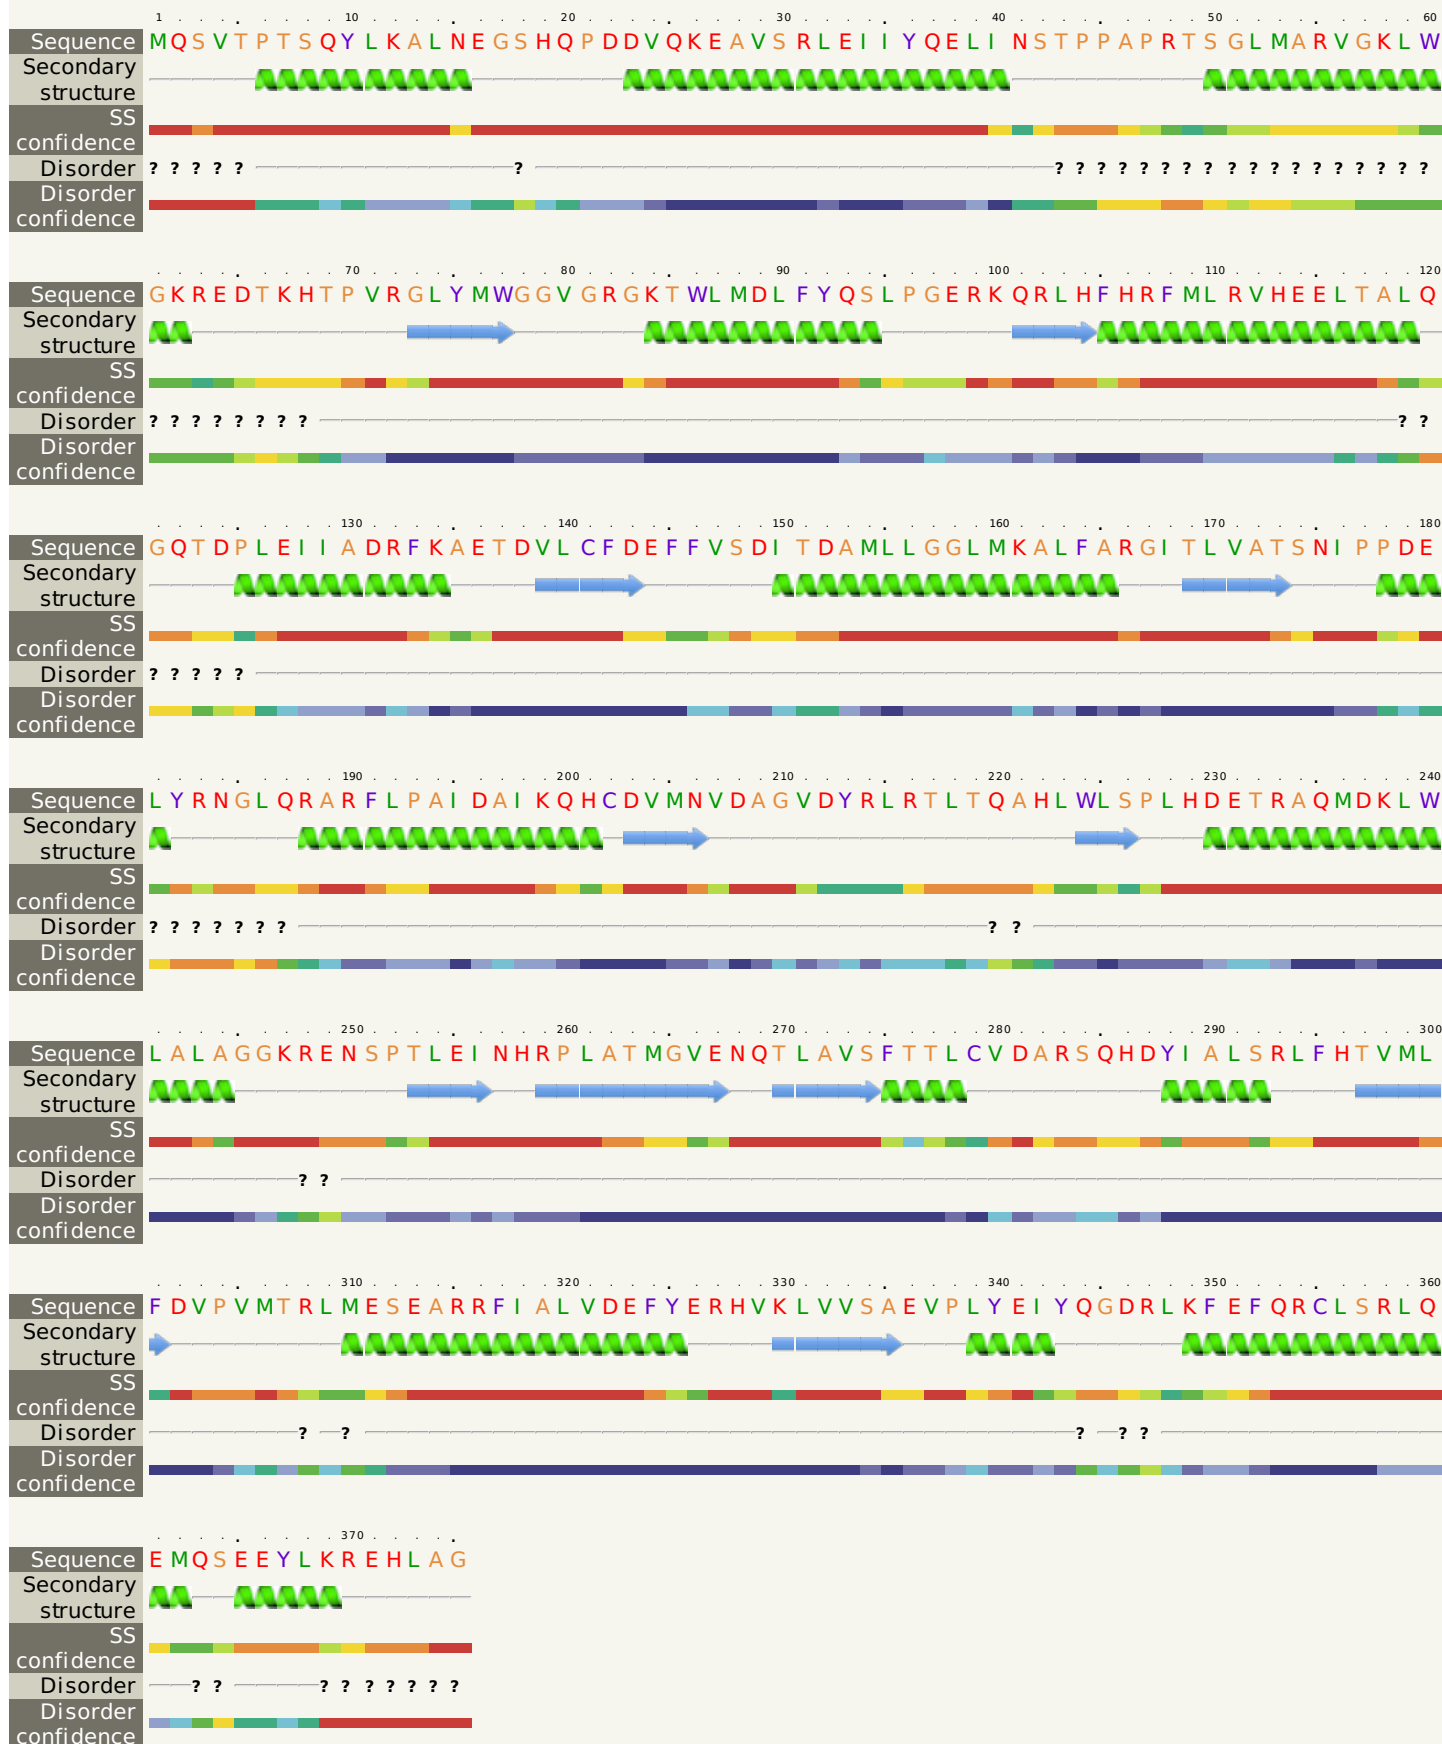 1 10 20 30 40 50 60
Sequence MQSVTPTSQYLKALNEGSHQPDDVQKEAVSRLEIIYQELINSTPPAPRTSGLMARVGKLW
Secondary
structure
SS
confidence
Disorder ? ? ? ? ? ? ? ? ? ? ? ? ? ? ? ? ? ? ? ? ? ? ? ?
Disorder
confidence
70 80 90 100 110 120
Sequence GKREDTKHTPVRGLYMWGGVGRGKTWLMDLFYQSLPGERKQRLHFHRFMLRVHEELTALQ
Secondary
structure
SS
confidence
Disorder ? ? ? ? ? ? ? ? ? ?
Disorder
confidence
130 140 150 160 170 180
Sequence GQTDPLEIIADRFKAETDVLCFDEFFVSDITDAMLLGGLMKALFARGITLVATSNIPPDE
Secondary
structure
SS
confidence
Disorder ? ? ? ? ?
Disorder
confidence
190 200 210 220 230 240
Sequence LYRNGLQRARFLPAIDAIKQHCDVMNVDAGVDYRLRTLTQAHLWLSPLHDETRAQMDKLW
Secondary
structure
SS
confidence
Disorder ? ? ? ? ? ? ? ? ?
Disorder
confidence
250 260 270 280 290 300
Sequence LALAGGKRENSPTLEINHRPLATMGVENQTLAVSFTTLCVDARSQHDYIALSRLFHTVML
Secondary
structure
SS
confidence
Disorder ? ?
Disorder
confidence
310 320 330 340 350 360
Sequence FDVPVMTRLMESEARRFIALVDEFYERHVKLVVSAEVPLYEIYQGDRLKFEFQRCLSRLQ
Secondary
structure
SS
confidence
Disorder ? ? ? ? ?
Disorder
confidence
370
Sequence EMQSEEYLKREHLAG
Secondary
structure
SS
confidence
Disorder ? ? ? ? ? ? ? ? ?
Disorder
confidence